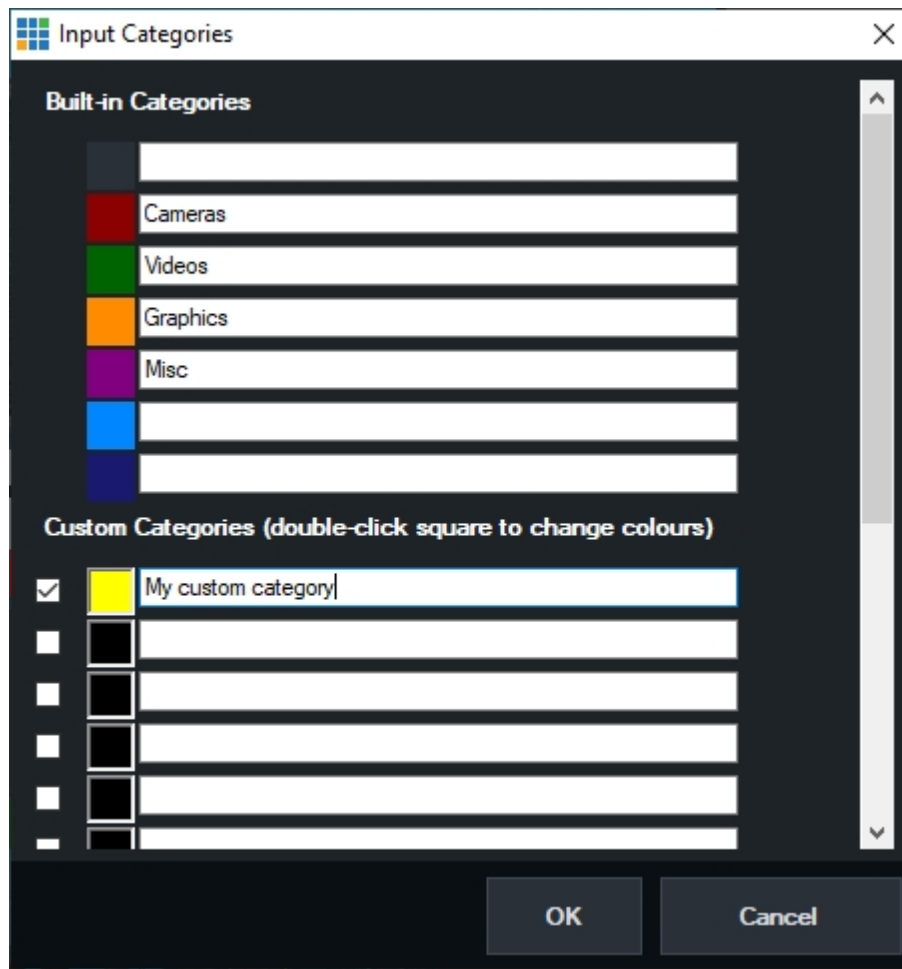 Input Categories
Built-in Categories
Cameras
Videos
Graphics
Misc
Custom Categories (double-click square to change colours)
My custom category
OK
Cancel